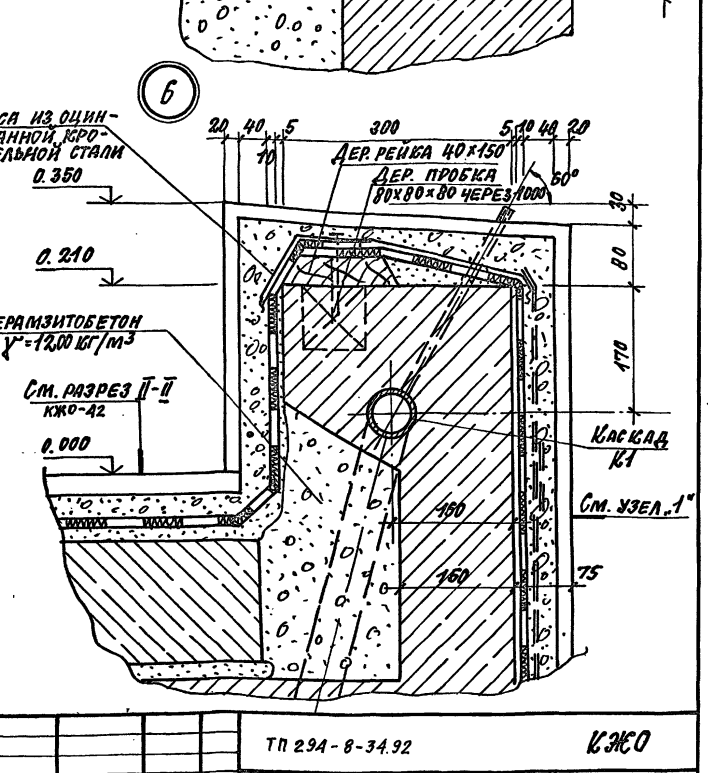 6
СА ИЗ ОЦИН-
АННОЙ КРО-
ЕЛЬНОЙ СТАЛИ
20 40 5 300 5 10 40 20
10
ДЕР. РЕЙКА 40×150
ДЕР. ПРОБКА
80×80×80 ЧЕРЕЗ 1000
60°
0.350
30
0.210
80
ЕРАМЗИТОБЕТОН
γ=1200 КГ/М³
170
СМ. РАЗРЕЗ II-II
КЖО-42
КАСКАД
К1
0.000
160
СМ. УЗЕЛ „1"
160
75
ТП 294-8-34.92
КЖО